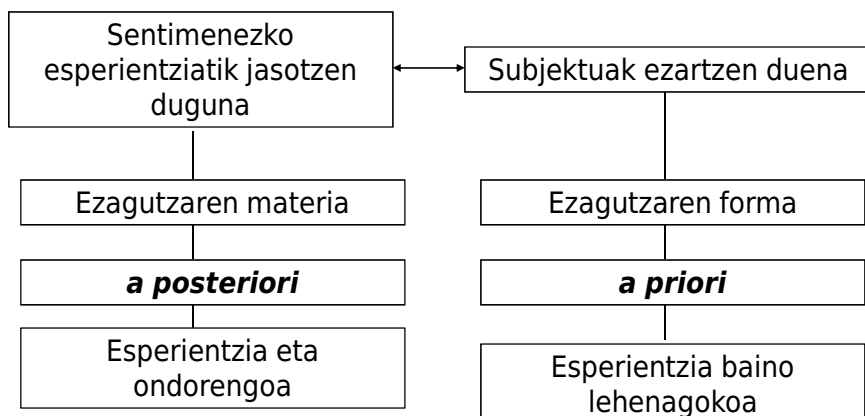 Sentimenezko
esperientziatik jasotzen
duguna
Subjektuak ezartzen duena
Ezagutzaren materia
Ezagutzaren forma
a posteriori
a priori
Esperientzia eta
ondorengoa
Esperientzia baino
lehenagokoa